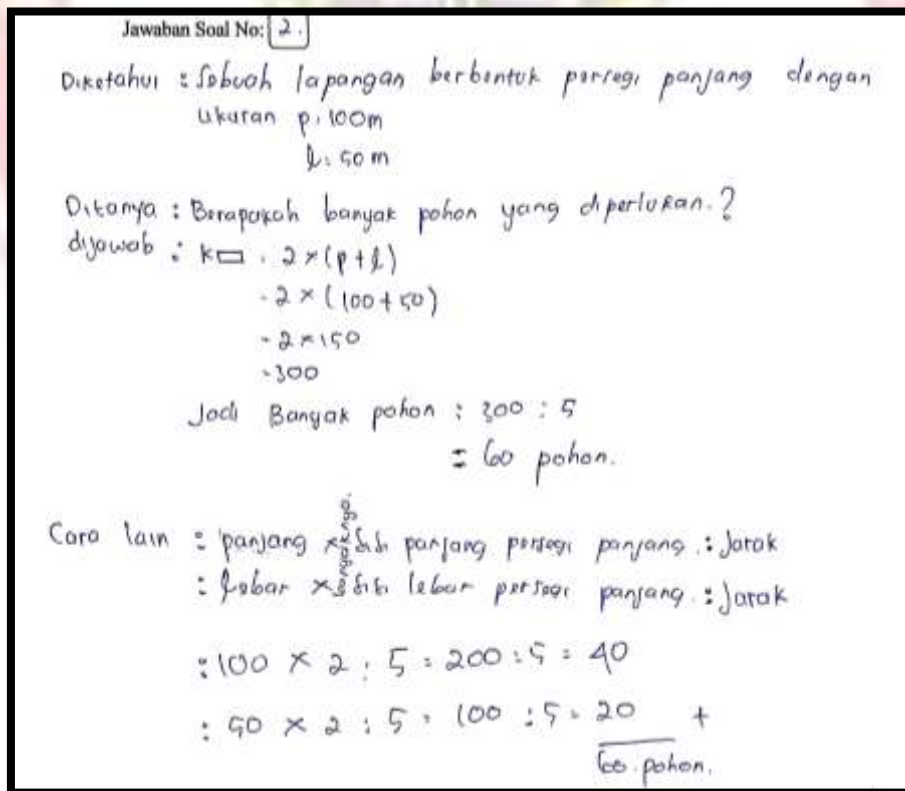 Jawaban Soal No: 2.
Diketahui : Sebuah lapangan berbentuk persegi panjang dengan
ukuran p = 100m
l = 50 m
Ditanya : Berapakah banyak pohon yang diperlukan.?
dijawab : k▭ = 2 × (p + l)
= 2 × (100 + 50)
= 2 × 150
= 300
Jadi Banyak pohon : 300 : 5
= 60 pohon.
Cara lain : panjang × banyaknya sisi panjang persegi panjang : Jarak
: lebar × banyaknya sisi lebar persegi panjang : Jarak
: 100 × 2 : 5 = 200 : 5 = 40
: 50 × 2 : 5 = 100 : 5 = 20 +
60 pohon.